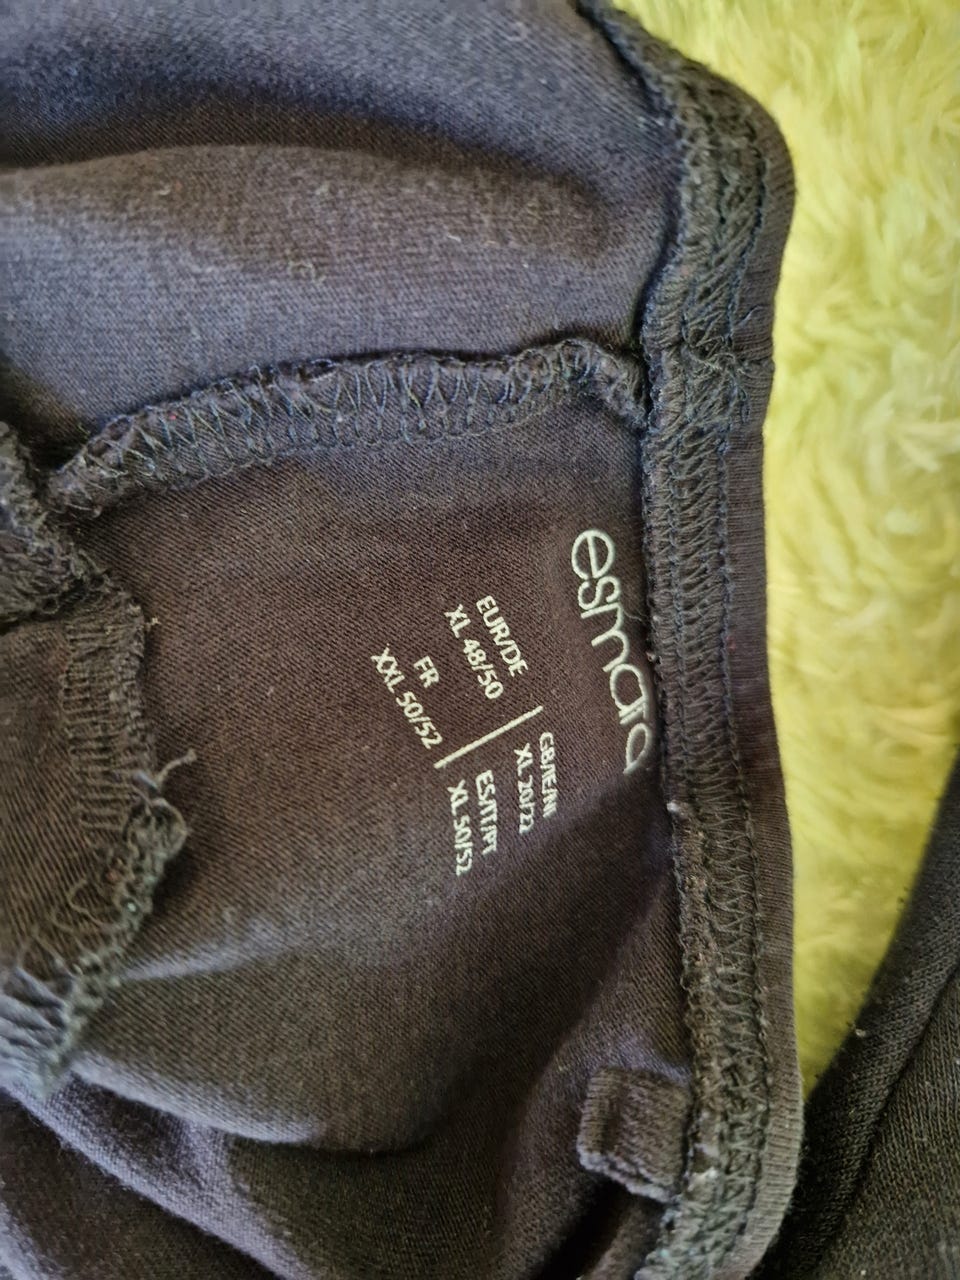 esmara
EUR/DE
XL 48/50
GB/IE/NI
XL 20/22
FR
XXL 50/52
ES/IT/PT
XL 50/52